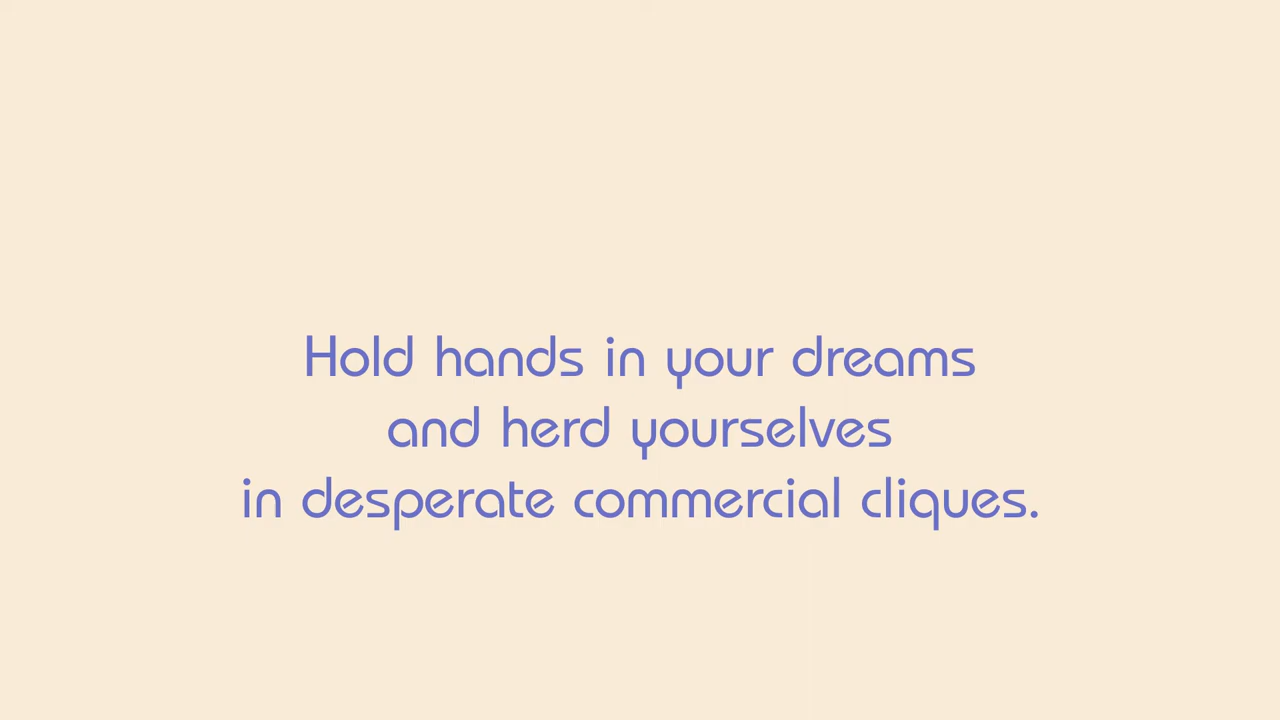 Hold hands in your dreams
and herd yourselves
in desperate commercial cliques.